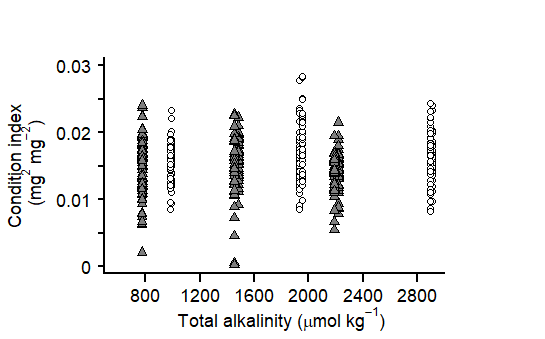 Condition index
(mg² mg⁻²)
0.03
0.02
0.01
0
800 1200 1600 2000 2400 2800
Total alkalinity (μmol kg⁻¹)